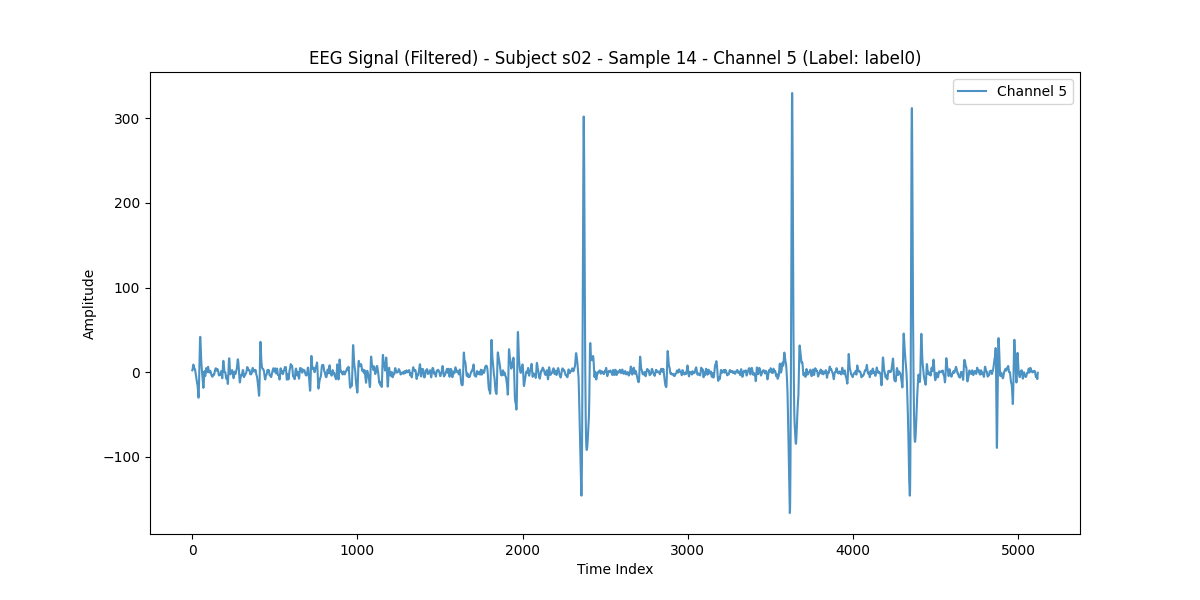 EEG Signal (Filtered) - Subject s02 - Sample 14 - Channel 5 (Label: label0)
Channel 5
300
200
100
0
−100
Amplitude
0 1000 2000 3000 4000 5000
Time Index